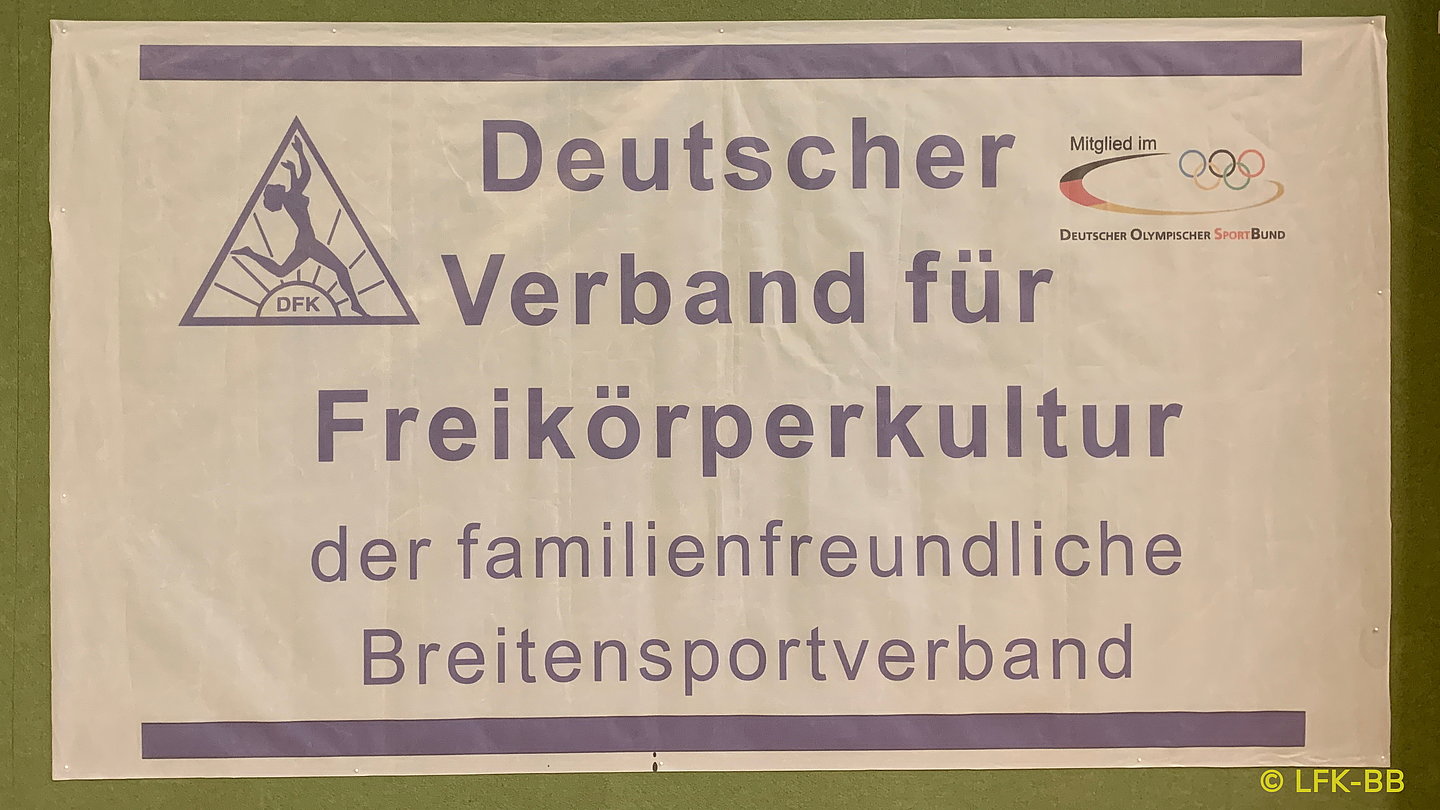 Deutscher
Verband für
Freikörperkultur
der familienfreundliche
Breitensportverband
DFK
Mitglied im
DEUTSCHER OLYMPISCHER SPORTBUND
© LFK-BB